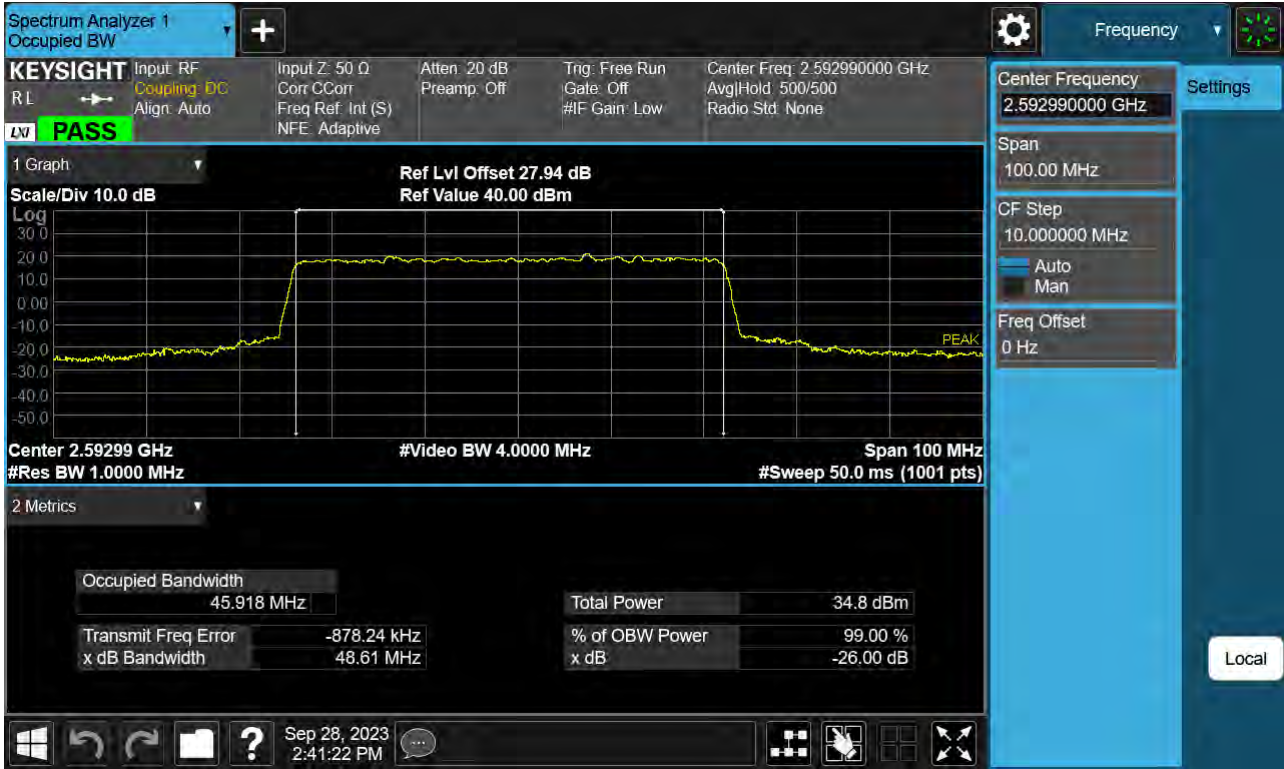 Spectrum Analyzer 1
Occupied BW
Frequency
KEYSIGHT
RL
LXI
PASS
Input: RF
Coupling: DC
Align: Auto
Input Z: 50 Ω
Corr CCorr
Freq Ref: Int (S)
NFE: Adaptive
Atten: 20 dB
Preamp: Off
Trig: Free Run
Gate: Off
#IF Gain: Low
Center Freq: 2.592990000 GHz
Avg|Hold: 500/500
Radio Std: None
Center Frequency
2.592990000 GHz
Settings
Span
100.00 MHz
CF Step
10.000000 MHz
Auto
Man
Freq Offset
0 Hz
Local
1 Graph
Ref Lvl Offset 27.94 dB
Scale/Div 10.0 dB
Ref Value 40.00 dBm
Log
30.0
20.0
10.0
0.00
-10.0
-20.0
-30.0
-40.0
-50.0
PEAK
Center 2.59299 GHz
#Video BW 4.0000 MHz
Span 100 MHz
#Res BW 1.0000 MHz
#Sweep 50.0 ms (1001 pts)
2 Metrics
Occupied Bandwidth
45.918 MHz
Total Power 34.8 dBm
Transmit Freq Error -878.24 kHz
% of OBW Power 99.00 %
x dB Bandwidth 48.61 MHz
x dB -26.00 dB
?
Sep 28, 2023
2:41:22 PM